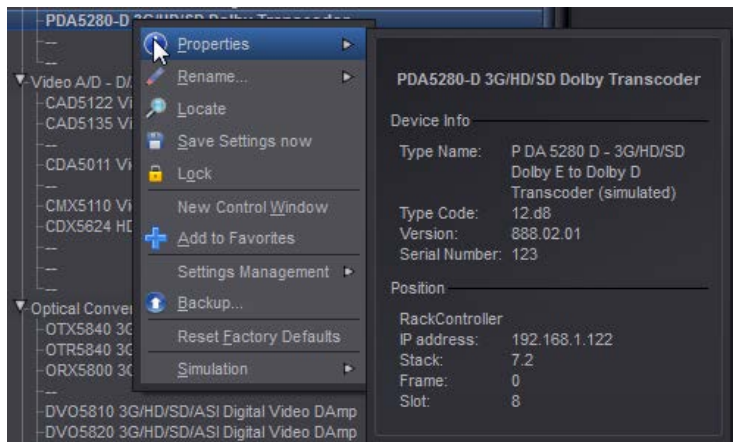 PDA5280-D 3G/HD/SD Dolby Transcoder
--
--
Video A/D - D/
CAD5122 Vi
CAD5135 Vi
--
CDA5011 Vi
--
CMX5110 Vi
CDX5624 HD
--
--
--
Optical Conver
OTX5840 3G
OTR5840 3G
ORX5800 3G
--
DVO5810 3G/HD/SD/ASI Digital Video DAmp
DVO5820 3G/HD/SD/ASI Digital Video DAmp
Properties
Rename...
Locate
Save Settings now
Lock
New Control Window
Add to Favorites
Settings Management
Backup...
Reset Factory Defaults
Simulation
PDA5280-D 3G/HD/SD Dolby Transcoder
Device Info
Type Name: P DA 5280 D - 3G/HD/SD
Dolby E to Dolby D
Transcoder (simulated)
Type Code: 12.d8
Version: 888.02.01
Serial Number: 123
Position
RackController
IP address: 192.168.1.122
Stack: 7.2
Frame: 0
Slot: 8